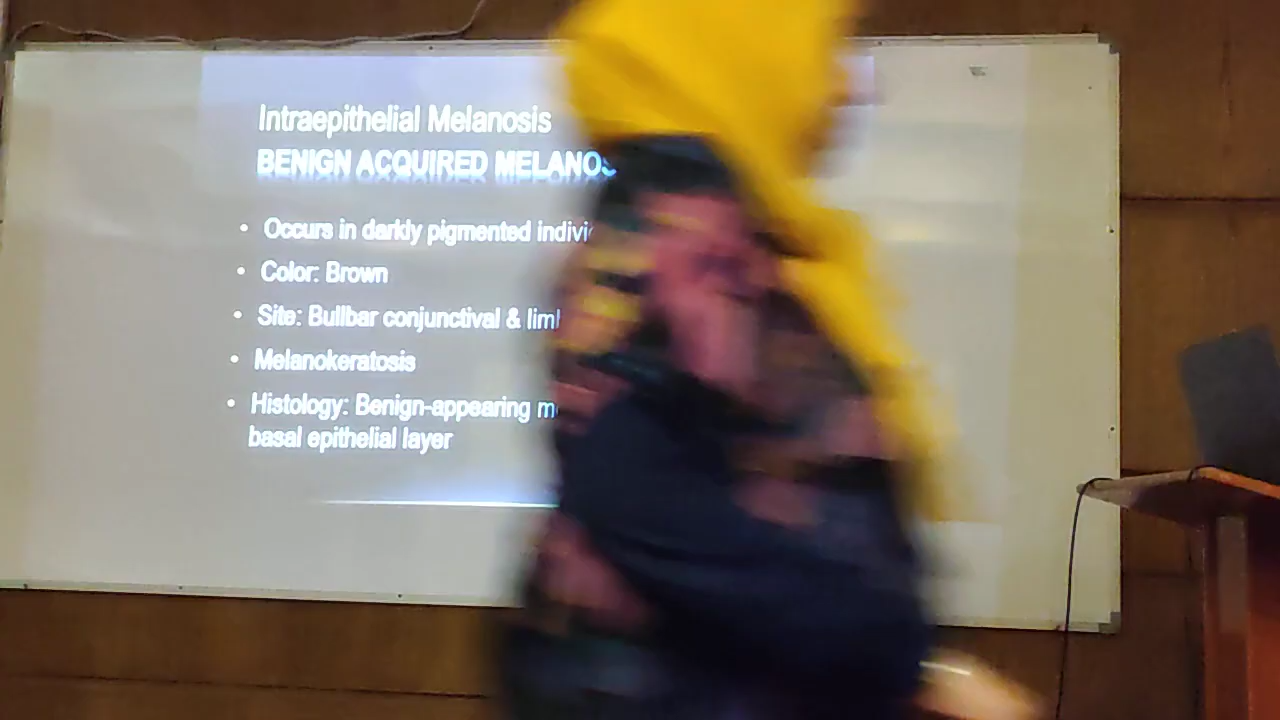 Intraepithelial Melanosis
BENIGN ACQUIRED
• Occurs in darkly pigmented
• Color: Brown
• Site: Bullbar conjunctival &
• Melanokeratosis
• Histology: Benign-appearing
basal epithelial layer